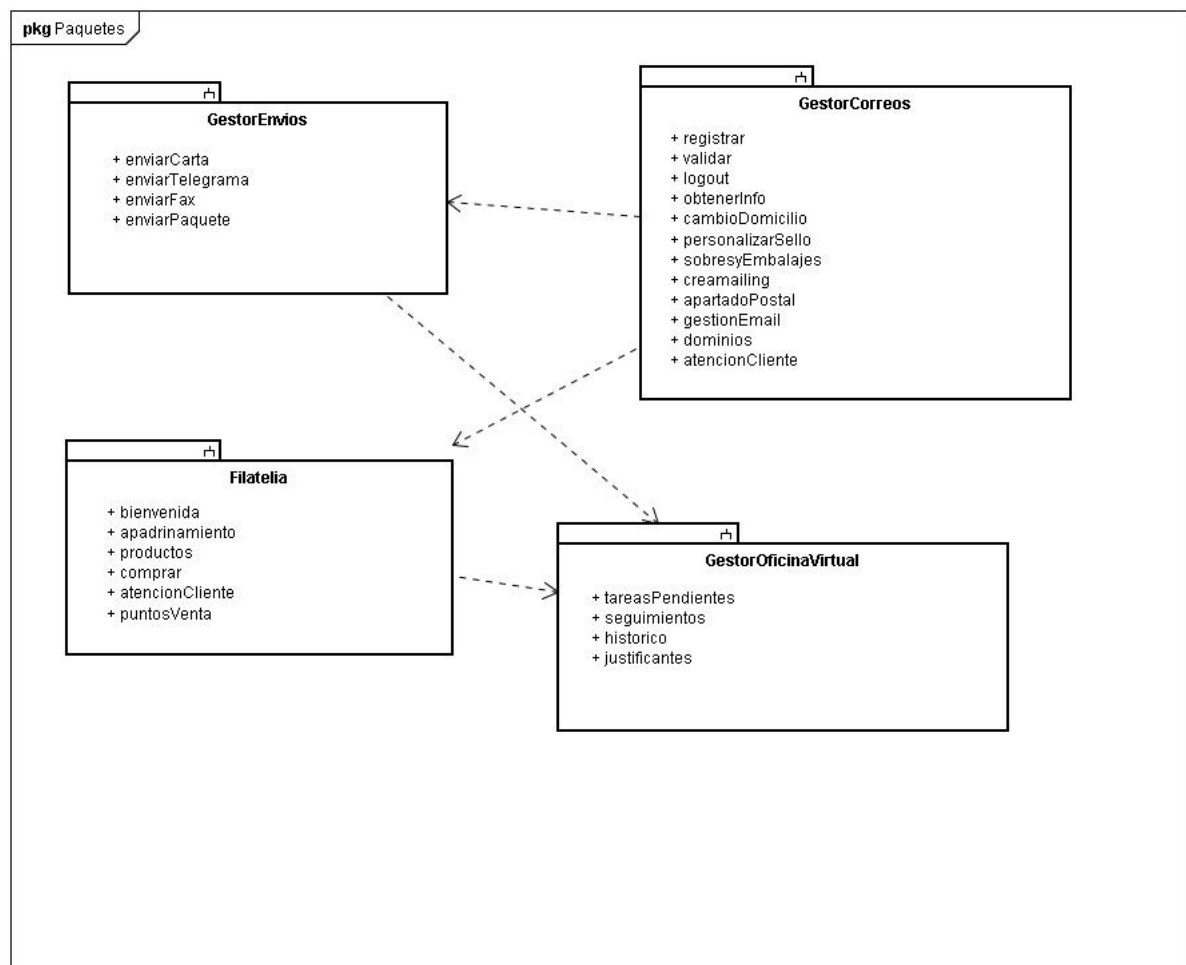 pkg Paquetes
GestorEnvios
+ enviarCarta
+ enviarTelegrama
+ enviarFax
+ enviarPaquete
GestorCorreos
+ registrar
+ validar
+ logout
+ obtenerInfo
+ cambioDomicilio
+ personalizarSello
+ sobresyEmbalajes
+ creamailing
+ apartadoPostal
+ gestionEmail
+ dominios
+ atencionCliente
Filatelia
+ bienvenida
+ apadrinamiento
+ productos
+ comprar
+ atencionCliente
+ puntosVenta
GestorOficinaVirtual
+ tareasPendientes
+ seguimientos
+ historico
+ justificantes